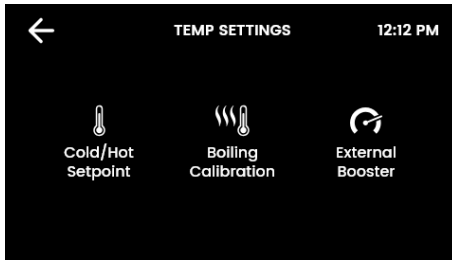 TEMP SETTINGS 12:12 PM
Cold/Hot
Setpoint
Boiling
Calibration
External
Booster